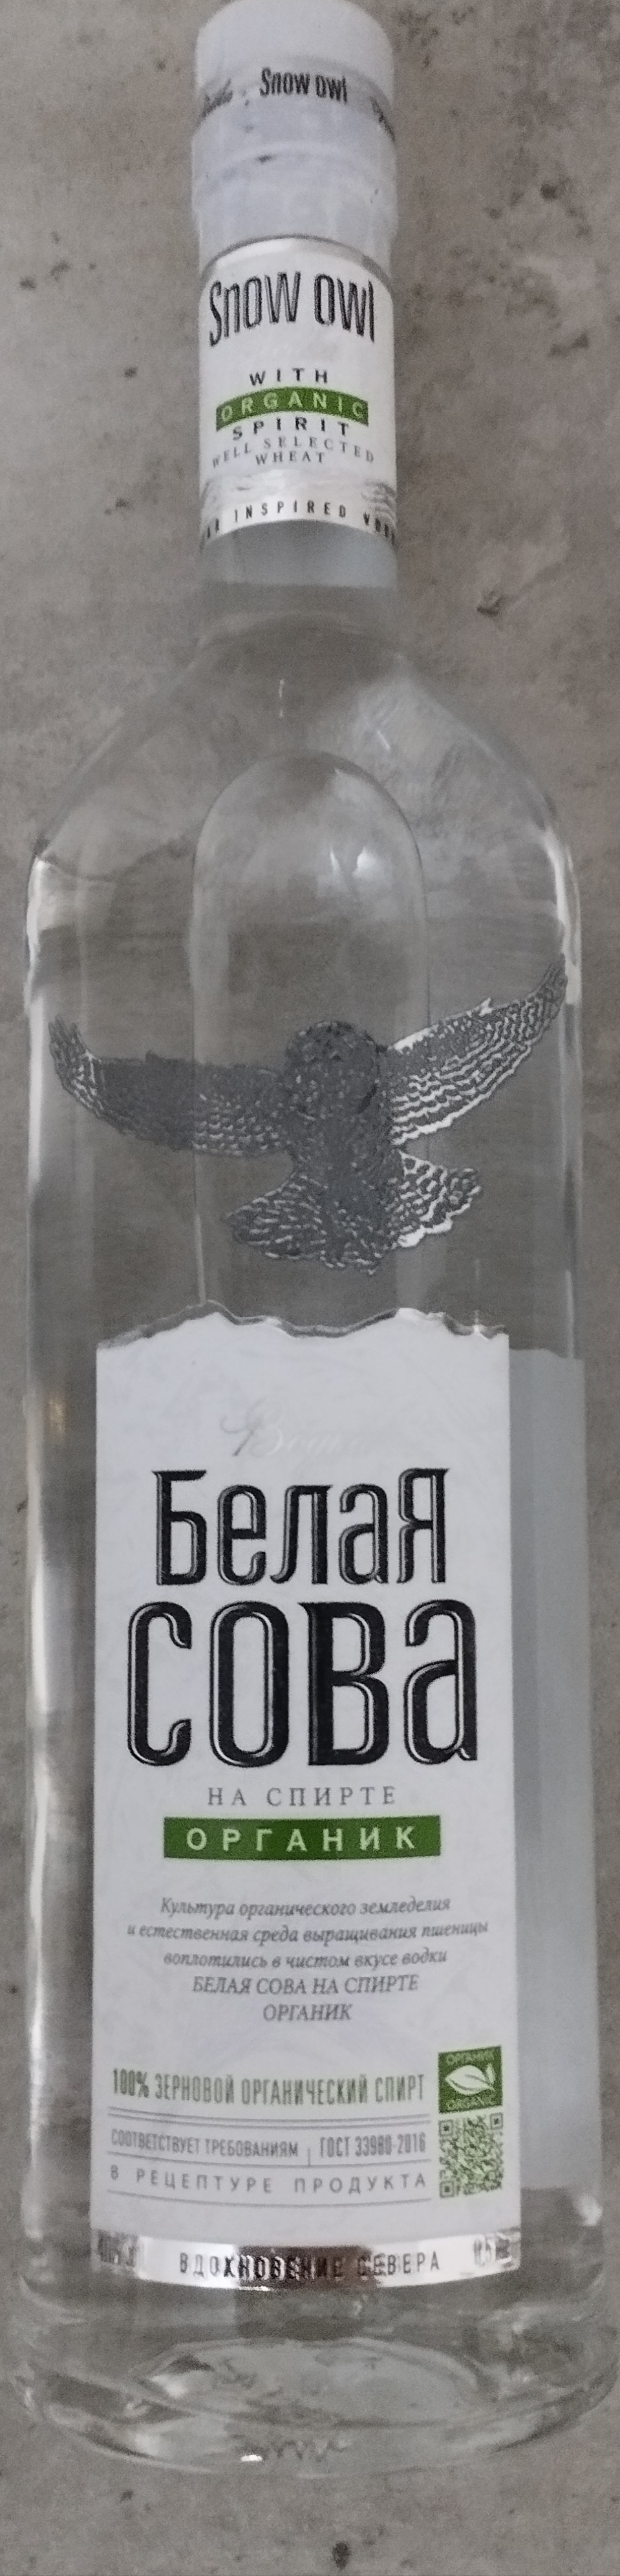 Snow owl
Snow owl
WITH
ORGANIC
SPIRIT
WELL SELECTED
WHEAT
INSPIRED
Белая
сова
НА СПИРТЕ
ОРГАНИК
Культура органического земледелия
и естественная среда выращивания пшеницы
воплотились в чистом вкусе водки
БЕЛАЯ СОВА НА СПИРТЕ
ОРГАНИК
ОРГАНИК
100% ЗЕРНОВОЙ ОРГАНИЧЕСКИЙ СПИРТ
ORGANIC
СООТВЕТСТВУЕТ ТРЕБОВАНИЯМ | ГОСТ 33980-2016
В РЕЦЕПТУРЕ ПРОДУКТА
ВДОХНОВЕНИЕ СЕВЕРА